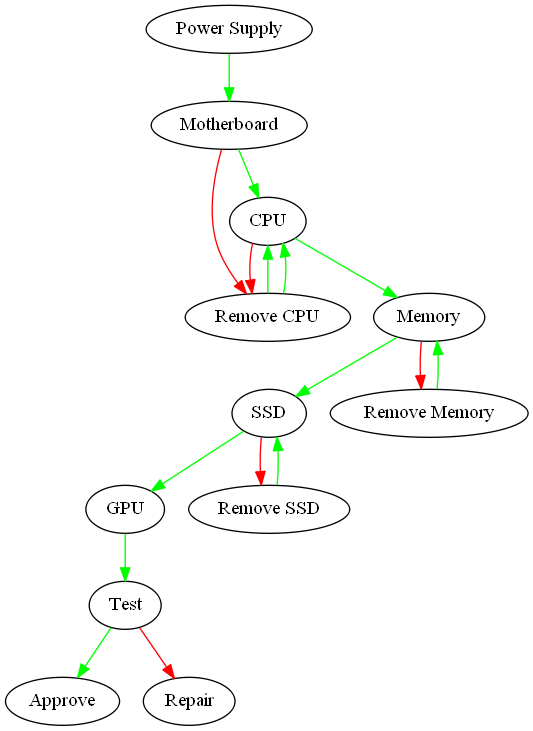 Power Supply
Motherboard
CPU
Remove CPU
Memory
SSD
Remove Memory
GPU
Remove SSD
Test
Approve
Repair